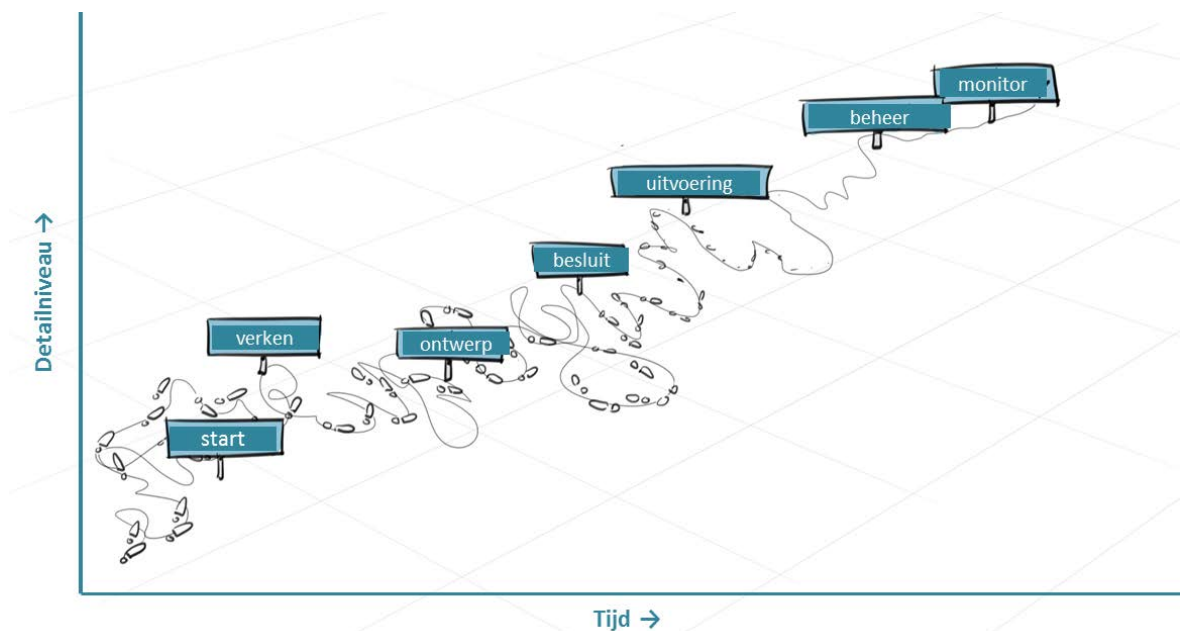 monitor
beheer
uitvoering
besluit
verken
ontwerp
start
Detailniveau →
Tijd →